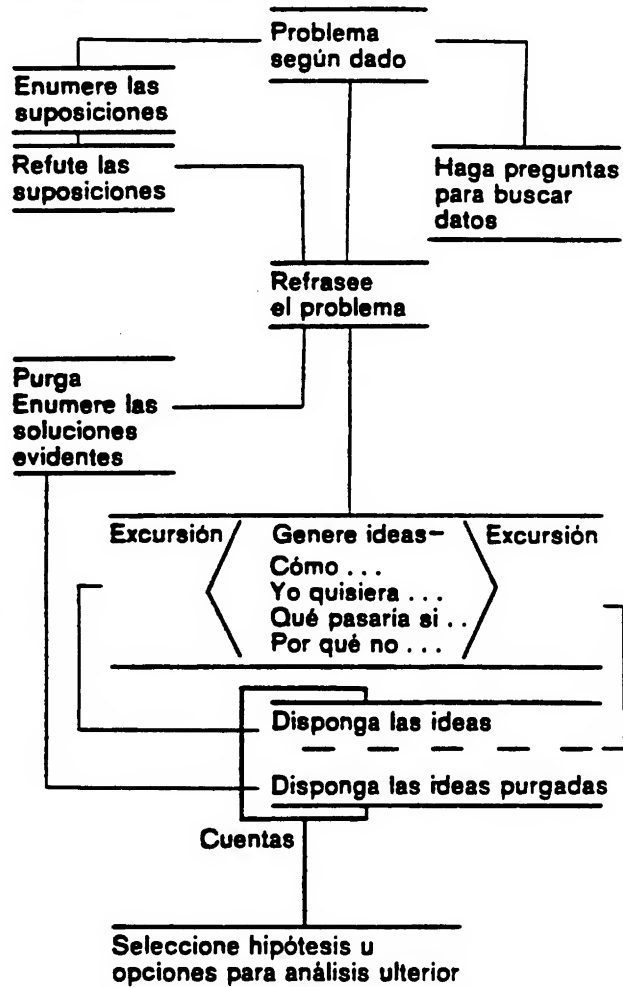 Problema
según dado
Enumere las
suposiciones
Refute las
suposiciones
Haga preguntas
para buscar
datos
Refrasee
el problema
Purga
Enumere las
soluciones
evidentes
Excursión
Genere ideas–
Cómo ...
Yo quisiera ...
Qué pasaría si ..
Por qué no ...
Excursión
Disponga las ideas
Disponga las ideas purgadas
Cuentas
Seleccione hipótesis u
opciones para análisis ulterior